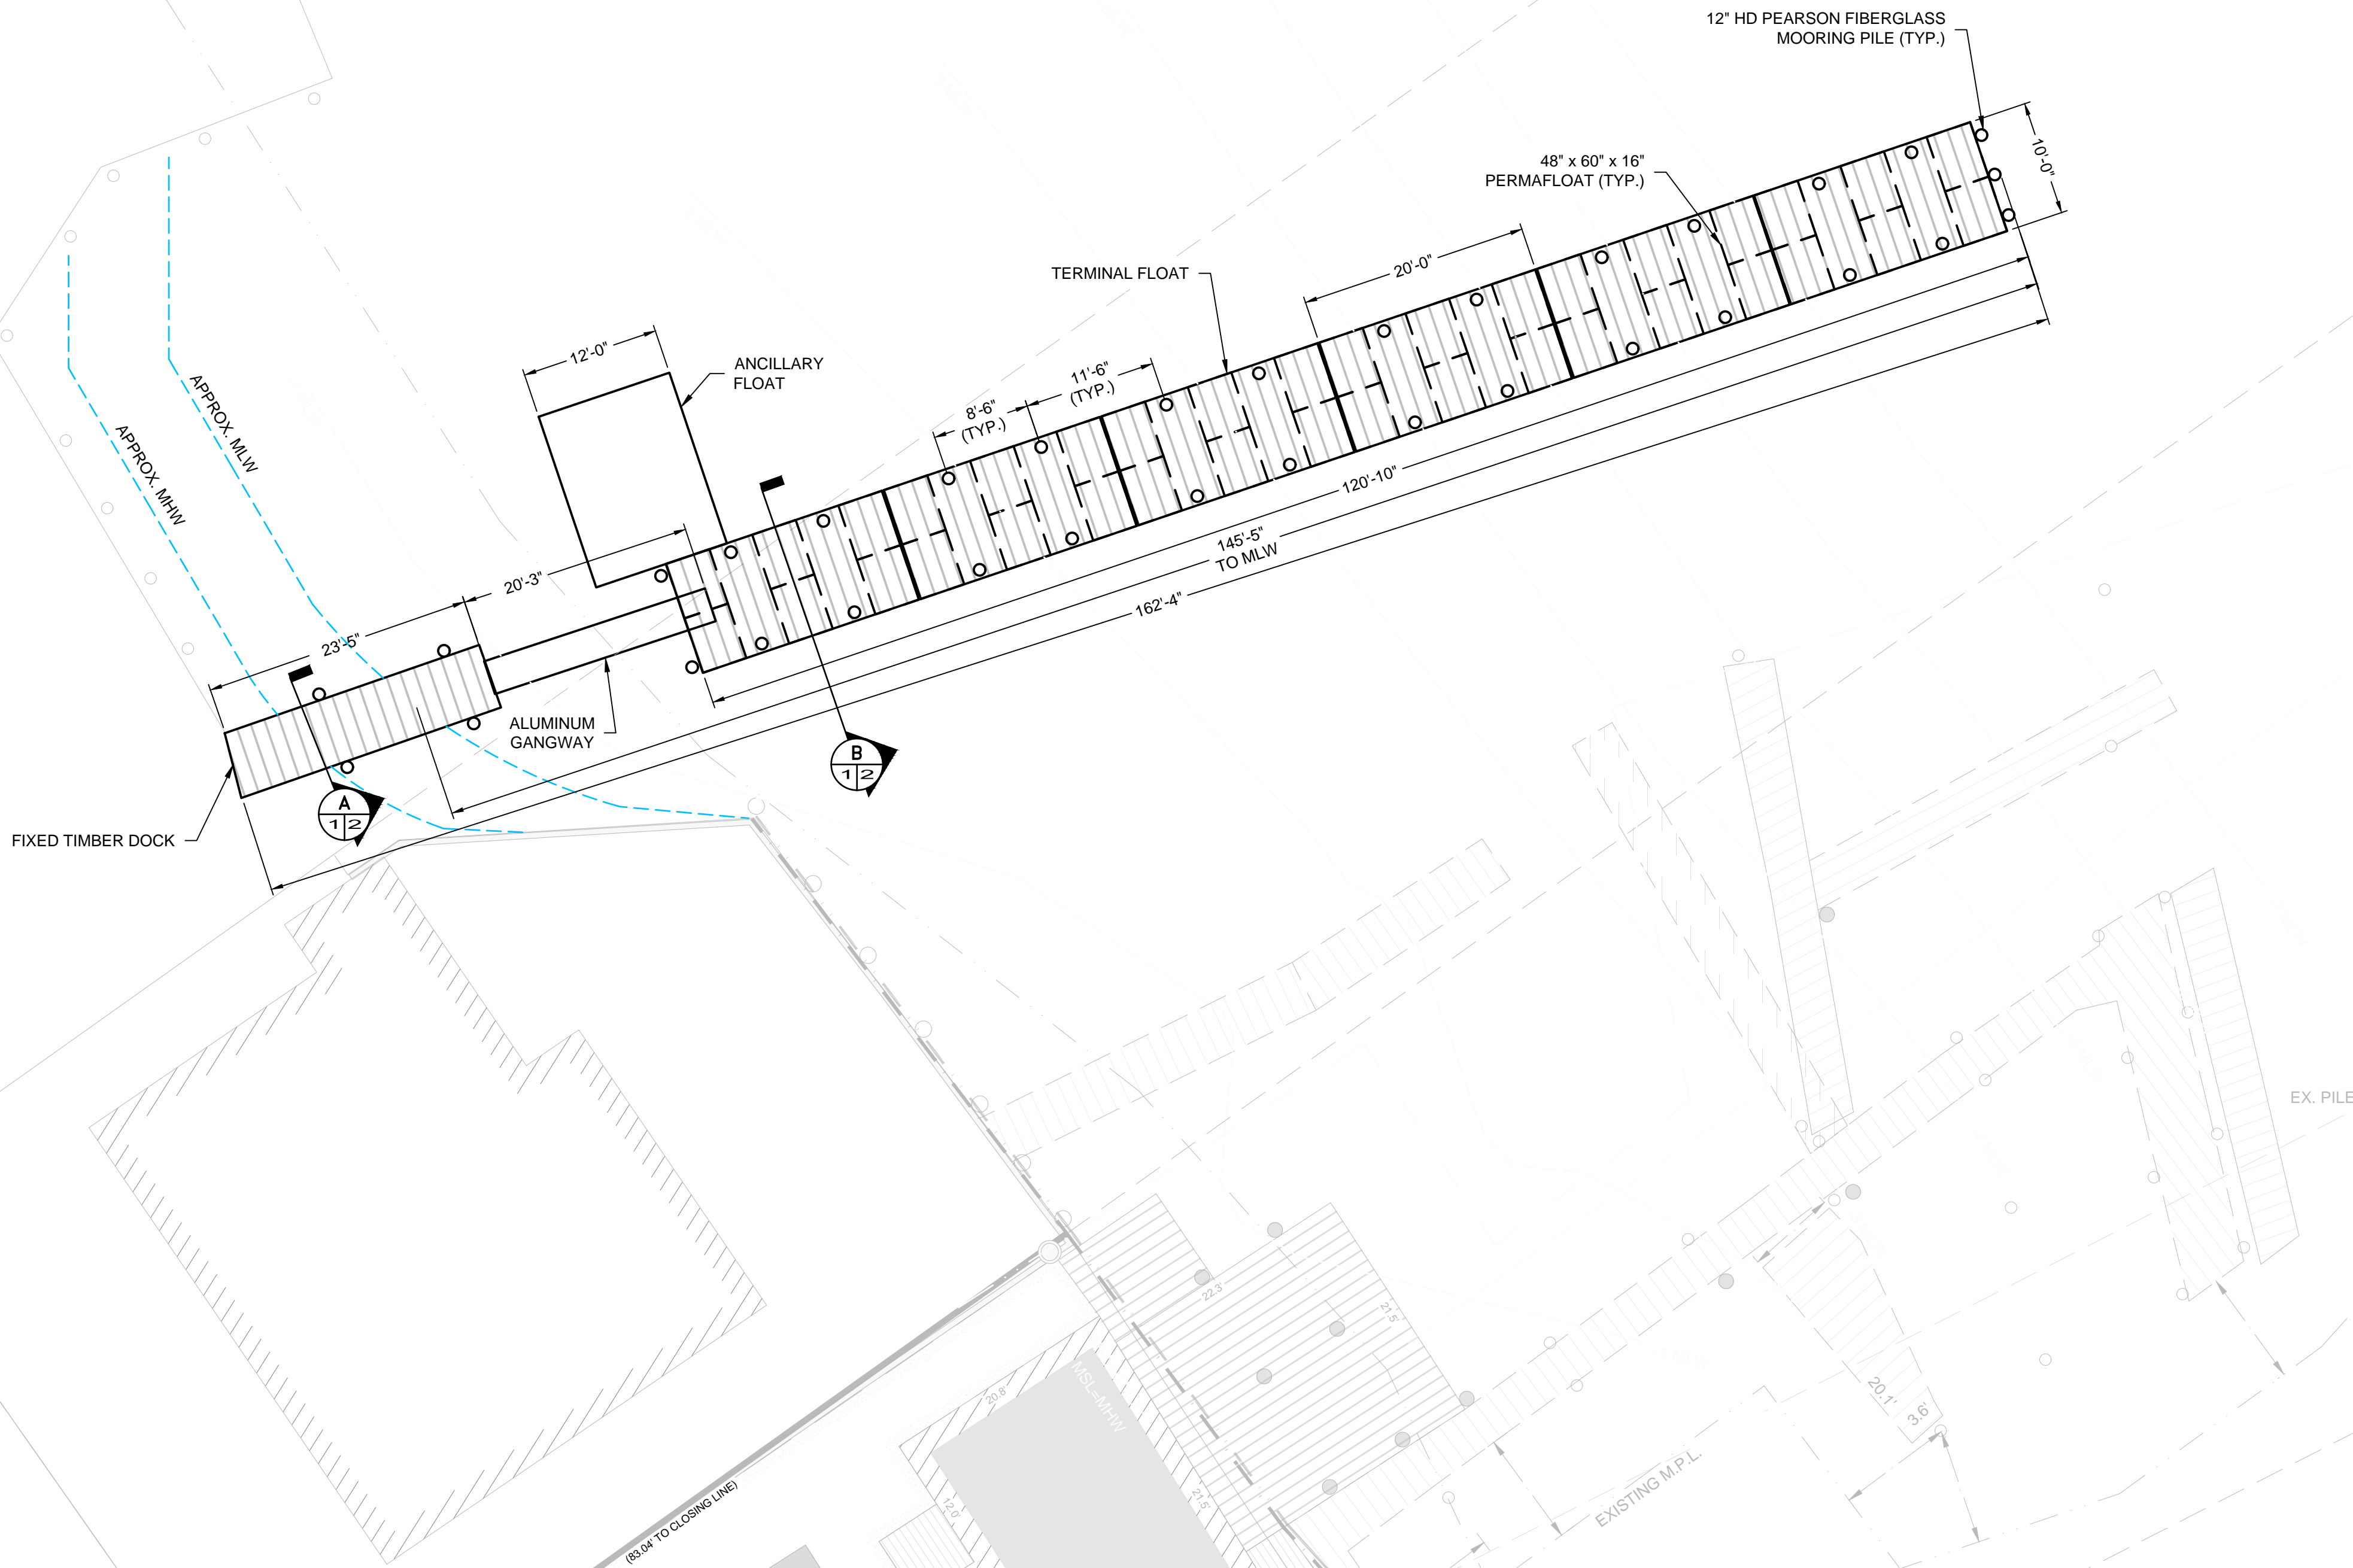 12" HD PEARSON FIBERGLASS
MOORING PILE (TYP.)
10'-0"
48" x 60" x 16"
PERMAFLOAT (TYP.)
TERMINAL FLOAT
20'-0"
12'-0"
ANCILLARY
FLOAT
11'-6"
(TYP.)
8'-6"
(TYP.)
APPROX. MLW
APPROX. MHW
120'-10"
145'-5"
TO MLW
162'-4"
20'-3"
23'-5"
ALUMINUM
GANGWAY
B
1 2
A
1 2
FIXED TIMBER DOCK
EX. PILE
22.3'
21.5'
MSL=MHW
20.8'
20.1'
3.6'
EXISTING M.P.L.
21.5'
12.0'
(83.04' TO CLOSING LINE)